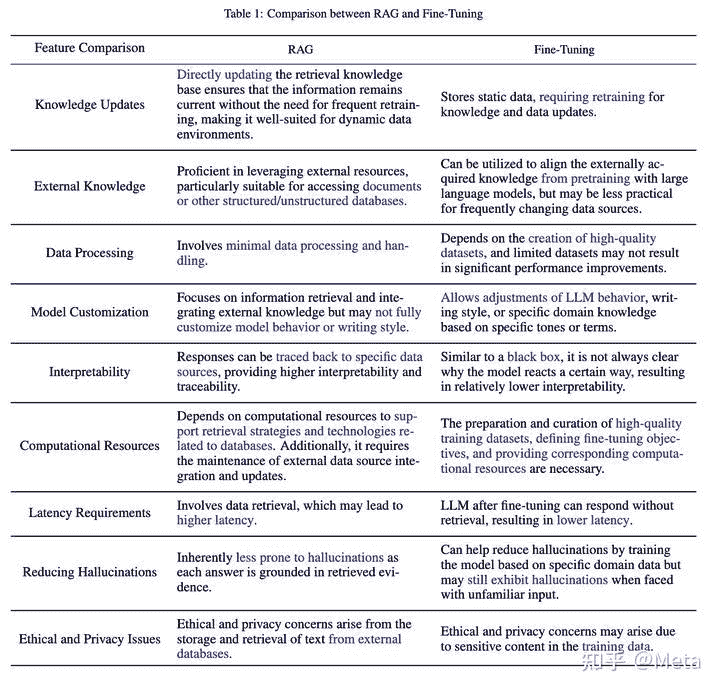 Table 1: Comparison between RAG and Fine-Tuning
Feature Comparison
RAG
Fine-Tuning
Knowledge Updates
Directly updating the retrieval knowledge
base ensures that the information remains
current without the need for frequent retrain-
ing, making it well-suited for dynamic data
environments.
Stores static data, requiring retraining for
knowledge and data updates.
External Knowledge
Proficient in leveraging external resources,
particularly suitable for accessing documents
or other structured/unstructured databases.
Can be utilized to align the externally ac-
quired knowledge from pretraining with large
language models, but may be less practical
for frequently changing data sources.
Data Processing
Involves minimal data processing and han-
dling.
Depends on the creation of high-quality
datasets, and limited datasets may not result
in significant performance improvements.
Model Customization
Focuses on information retrieval and inte-
grating external knowledge but may not fully
customize model behavior or writing style.
Allows adjustments of LLM behavior, writ-
ing style, or specific domain knowledge
based on specific tones or terms.
Interpretability
Responses can be traced back to specific data
sources, providing higher interpretability and
traceability.
Similar to a black box, it is not always clear
why the model reacts a certain way, resulting
in relatively lower interpretability.
Computational Resources
Depends on computational resources to sup-
port retrieval strategies and technologies re-
lated to databases. Additionally, it requires
the maintenance of external data source inte-
gration and updates.
The preparation and curation of high-quality
training datasets, defining fine-tuning objec-
tives, and providing corresponding computa-
tional resources are necessary.
Latency Requirements
Involves data retrieval, which may lead to
higher latency.
LLM after fine-tuning can respond without
retrieval, resulting in lower latency.
Reducing Hallucinations
Inherently less prone to hallucinations as
each answer is grounded in retrieved evi-
dence.
Can help reduce hallucinations by training
the model based on specific domain data but
may still exhibit hallucinations when faced
with unfamiliar input.
Ethical and Privacy Issues
Ethical and privacy concerns arise from the
storage and retrieval of text from external
databases.
Ethical and privacy concerns may arise due
to sensitive content in the training data.
知乎 @Meta